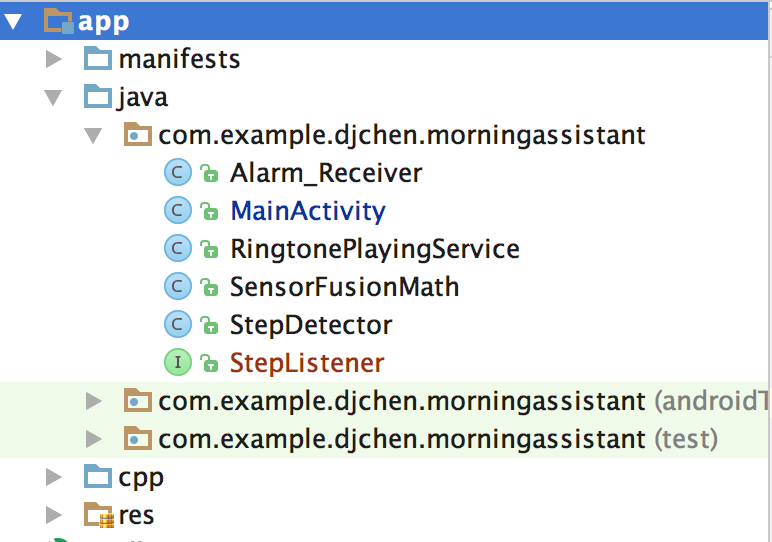 app
manifests
java
com.example.djchen.morningassistant
C Alarm_Receiver
C MainActivity
C RingtonePlayingService
C SensorFusionMath
C StepDetector
I StepListener
com.example.djchen.morningassistant (androidT
com.example.djchen.morningassistant (test)
cpp
res